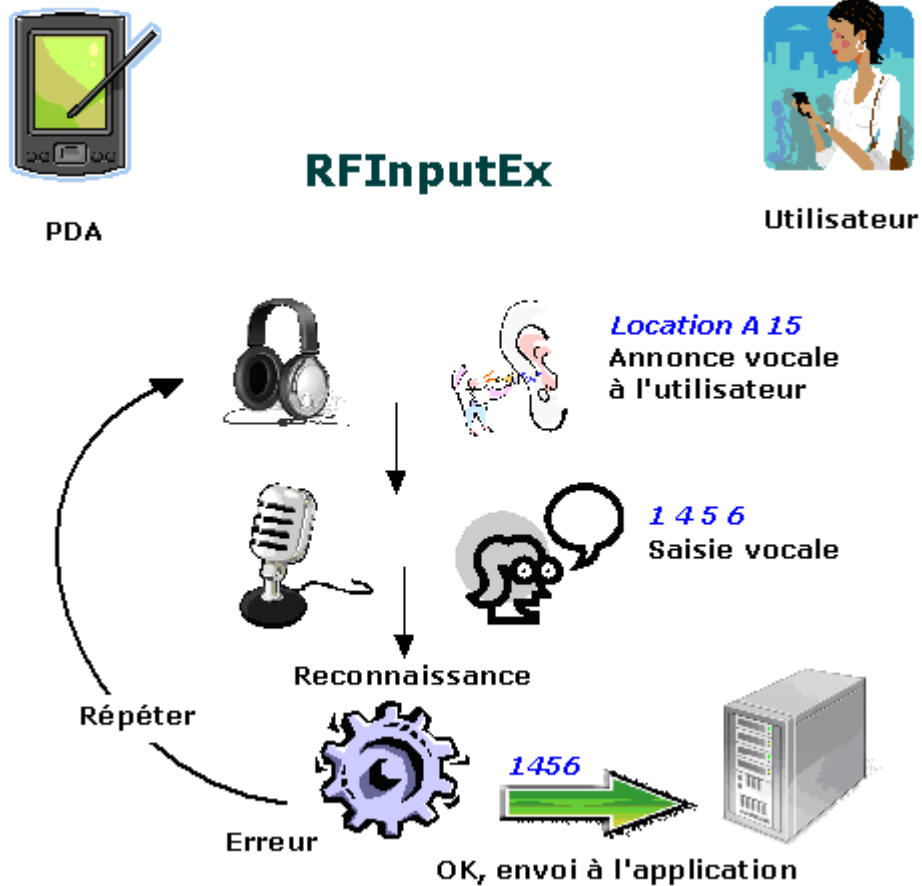 RFInputEx
PDA
Utilisateur
Location A 15
Annonce vocale
à l'utilisateur
1 4 5 6
Saisie vocale
Reconnaissance
Répéter
1456
Erreur
OK, envoi à l'application